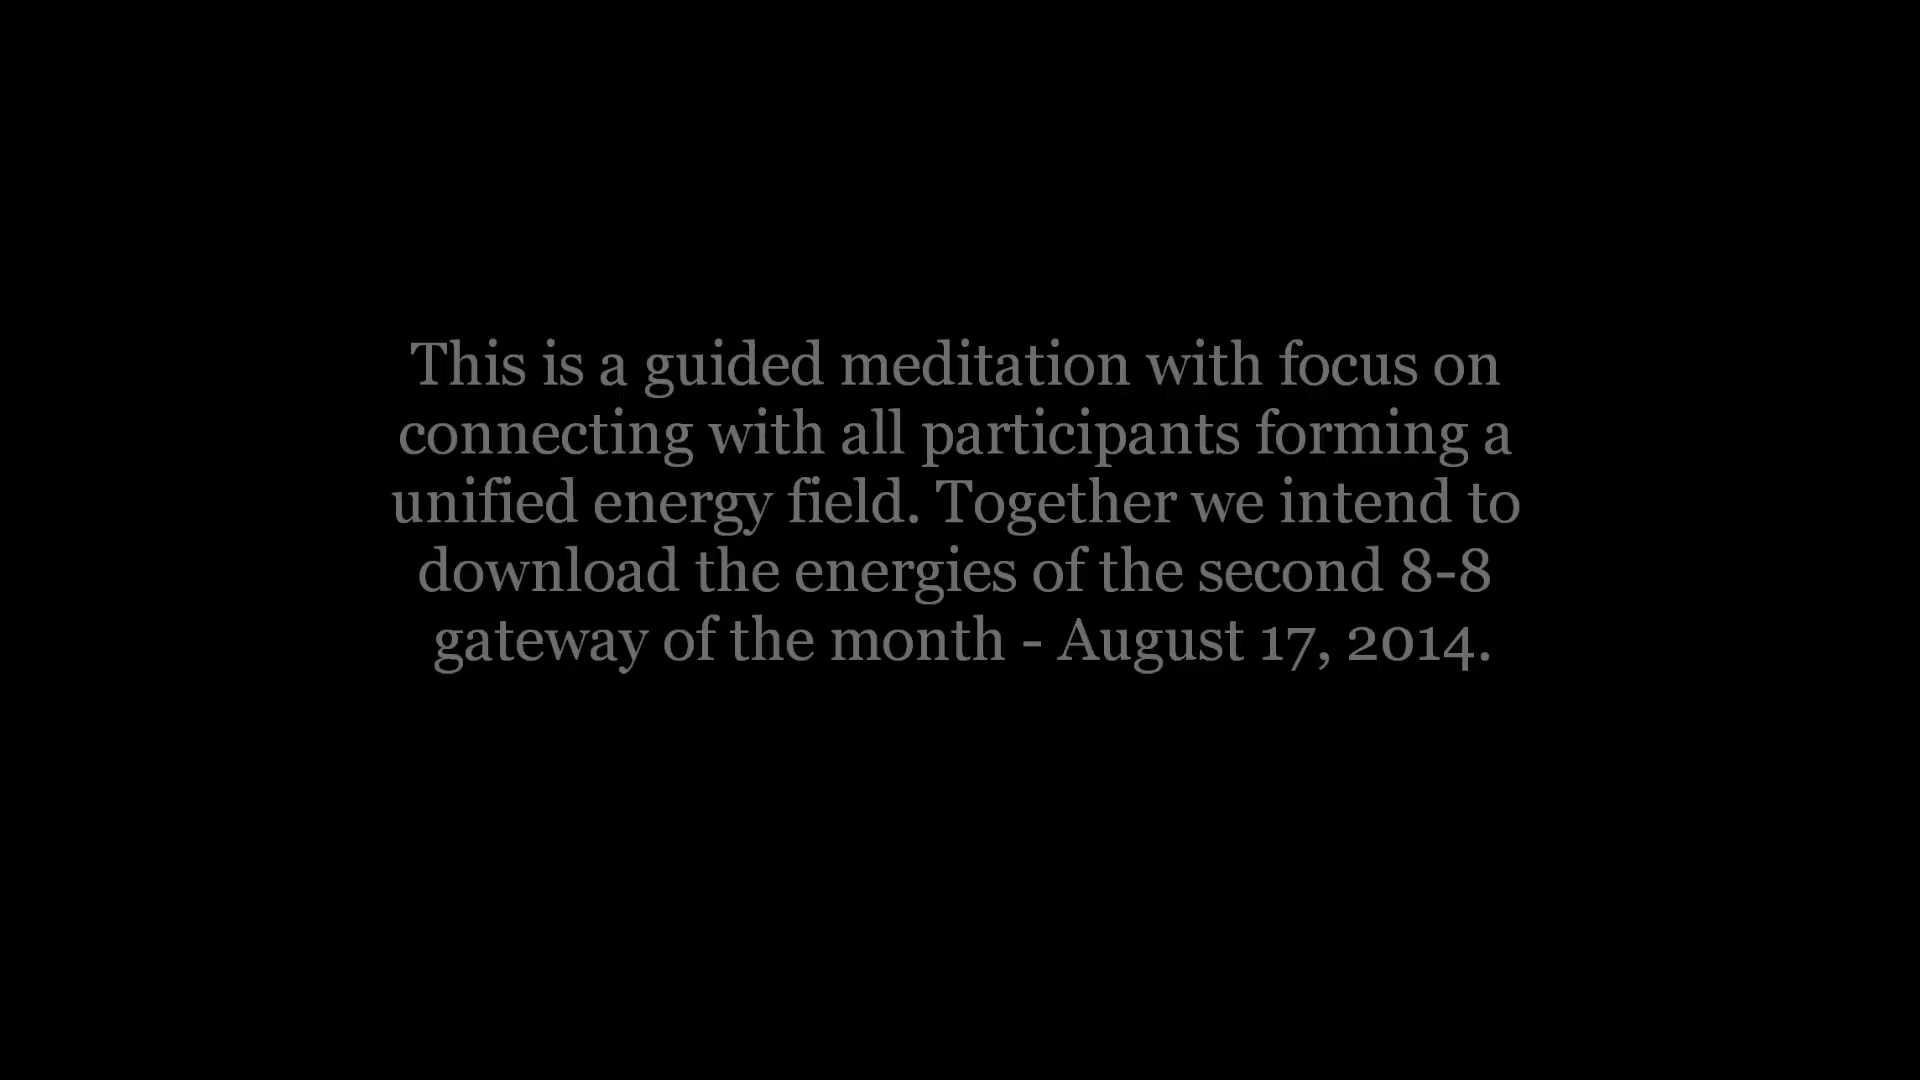 This is a guided meditation with focus on
connecting with all participants forming a
unified energy field. Together we intend to
download the energies of the second 8-8
gateway of the month - August 17, 2014.